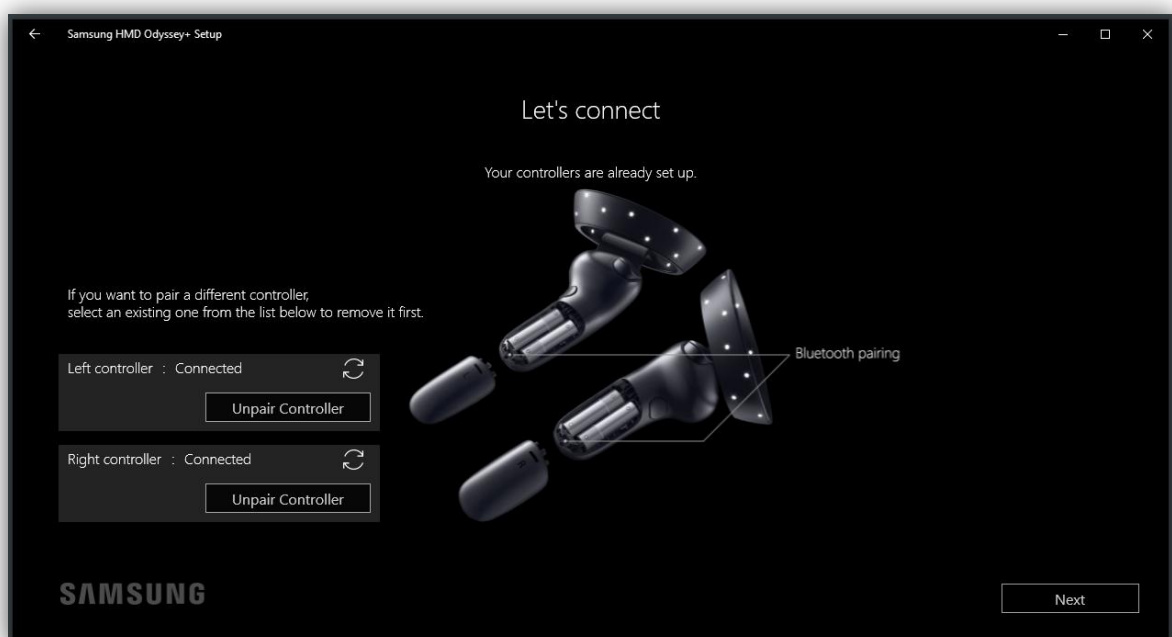 Samsung HMD Odyssey+ Setup
Let's connect
Your controllers are already set up.
If you want to pair a different controller,
select an existing one from the list below to remove it first.
Left controller : Connected
Unpair Controller
Right controller : Connected
Unpair Controller
Bluetooth pairing
SAMSUNG
Next